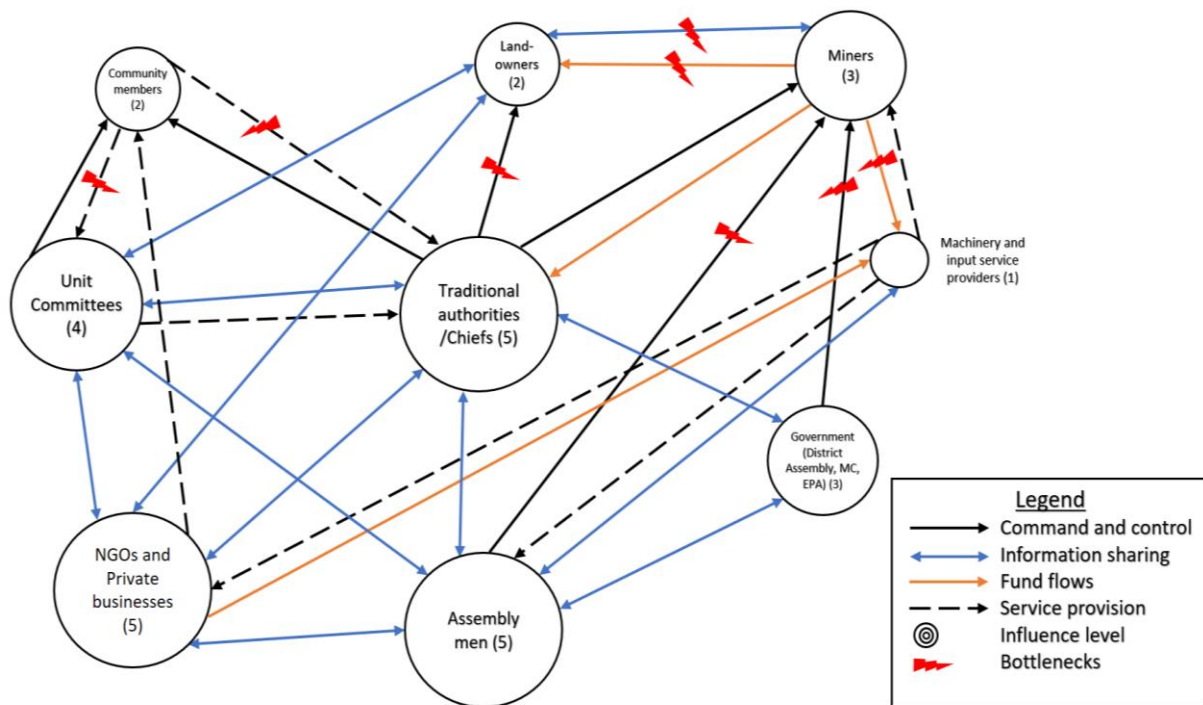 Community
members
(2)
Land-
owners
(2)
Miners
(3)
Unit
Committees
(4)
Traditional
authorities
/Chiefs (5)
Machinery and
input service
providers (1)
Government
(District
Assembly, MC,
EPA) (3)
NGOs and
Private
businesses
(5)
Assembly
men (5)
Legend
Command and control
Information sharing
Fund flows
Service provision
Influence level
Bottlenecks